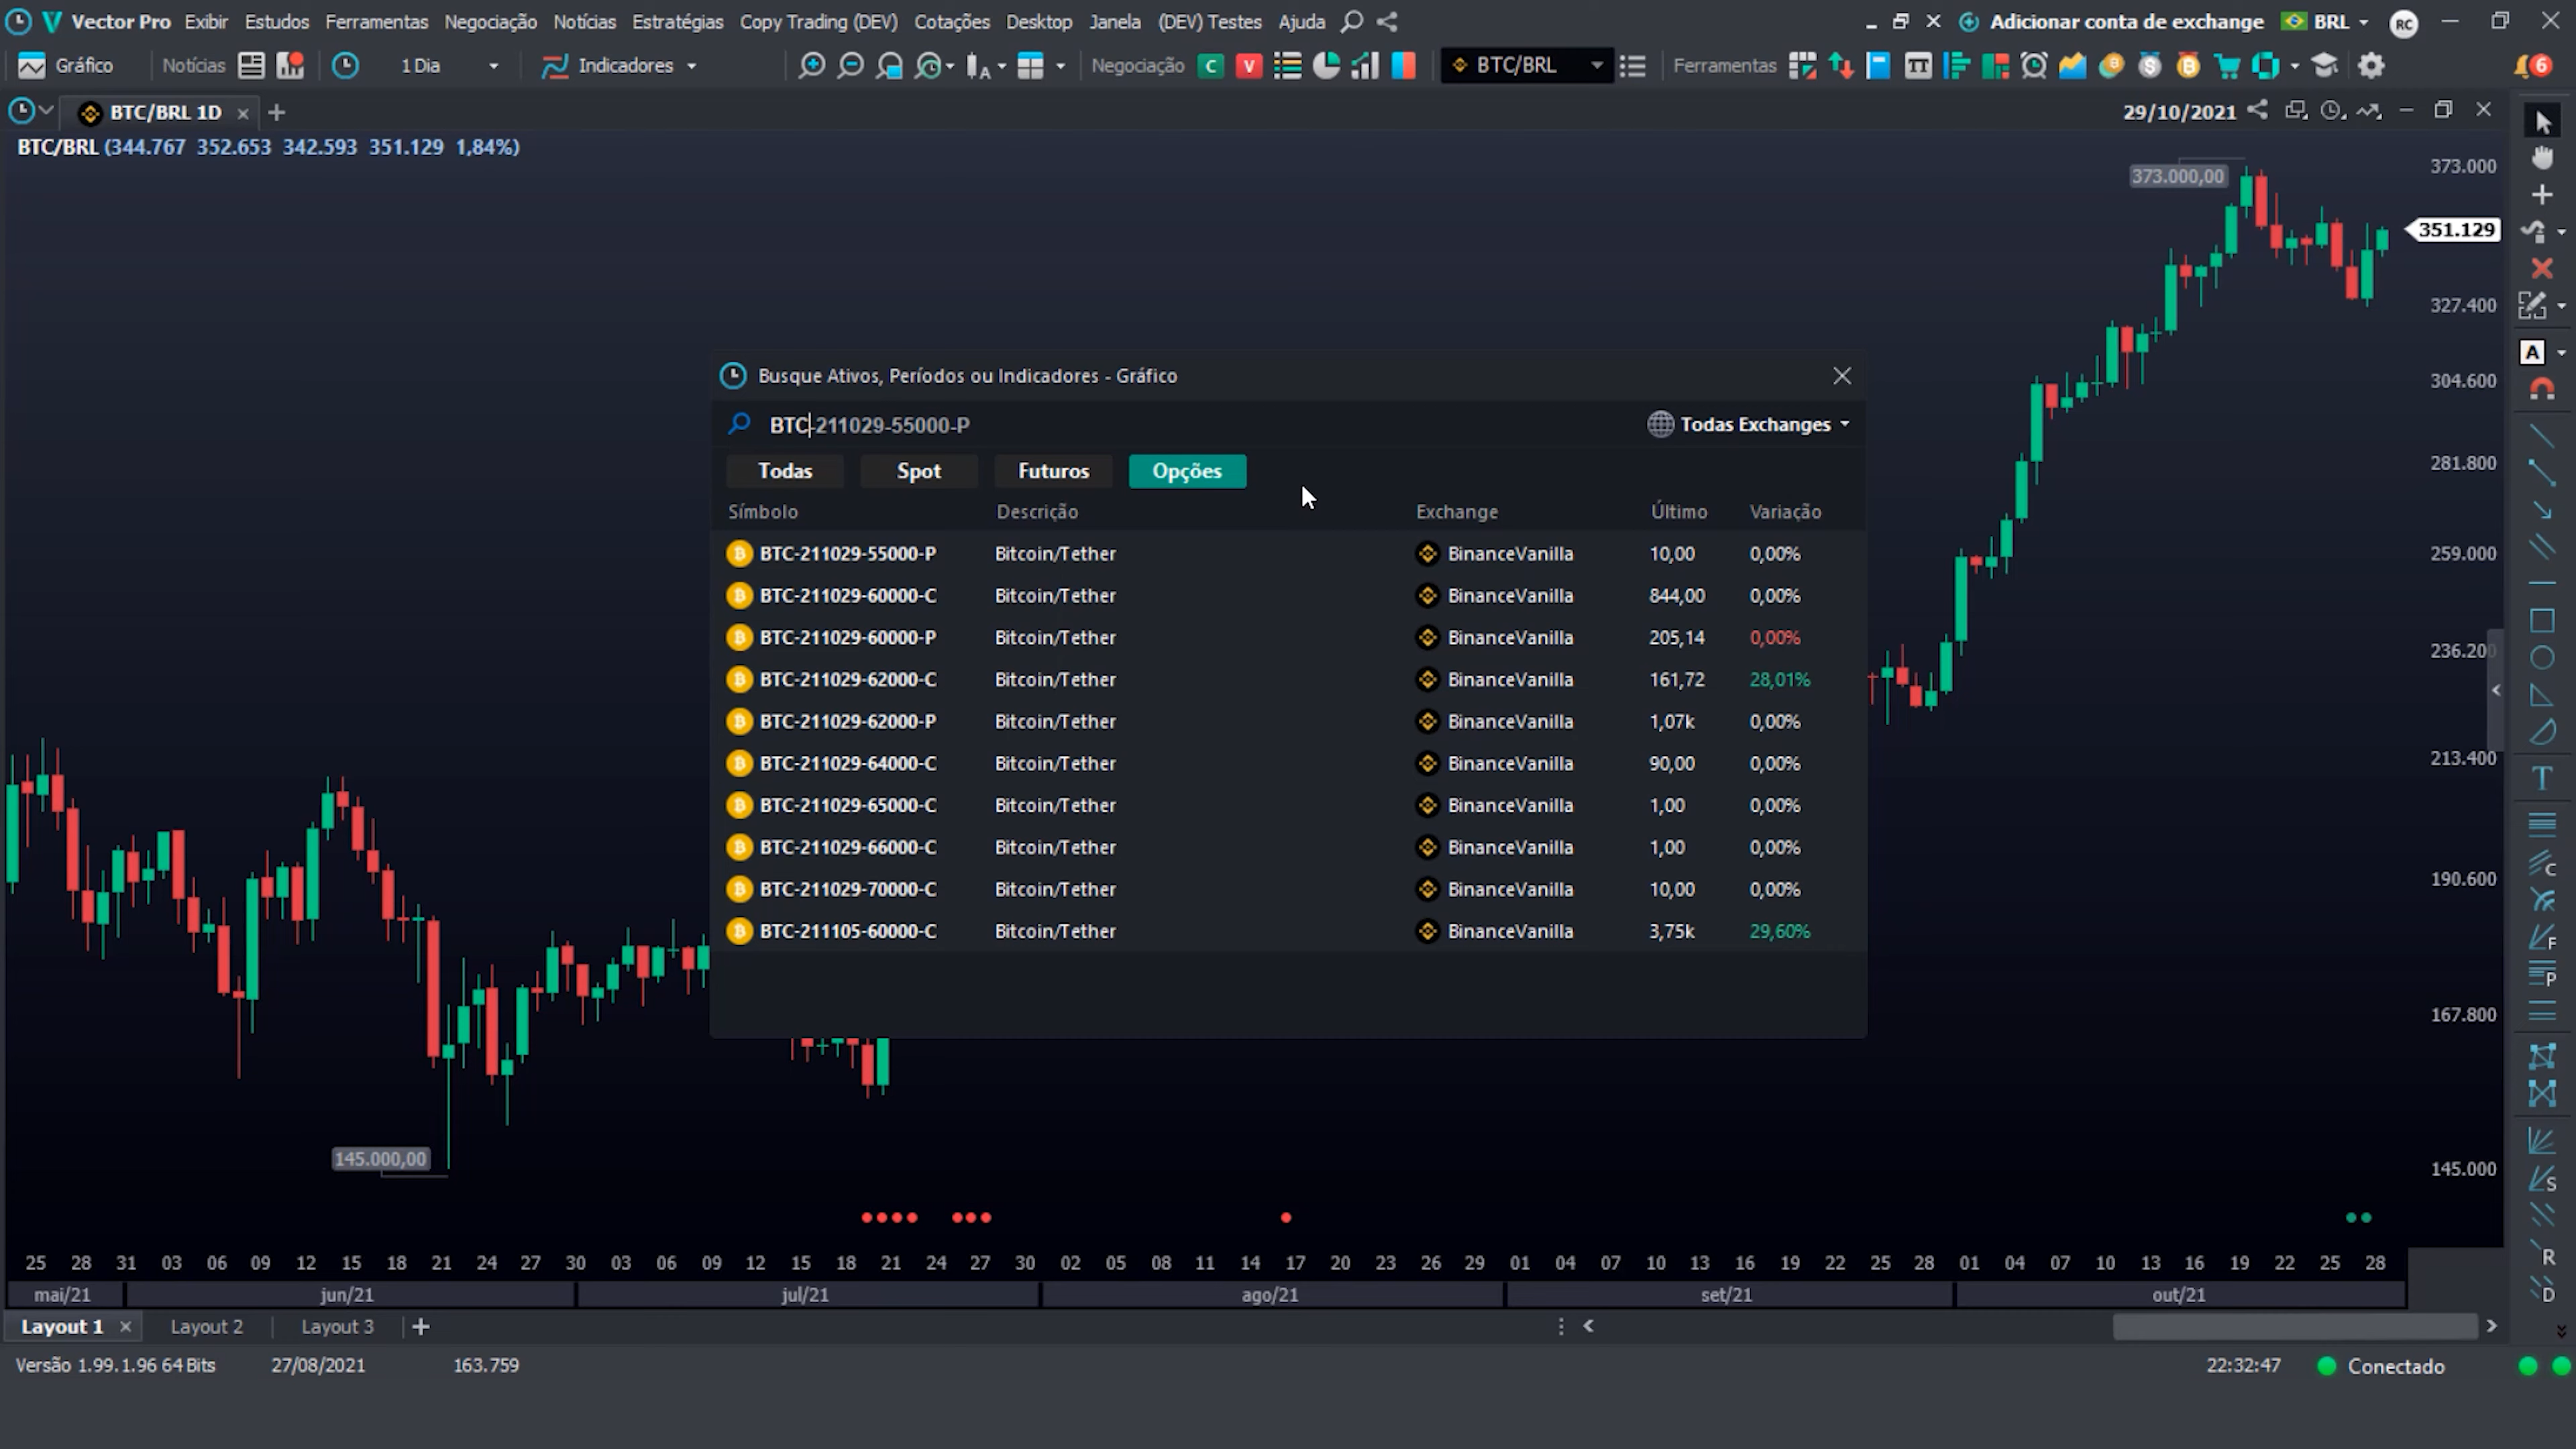 Vector Pro Exibir Estudos Ferramentas Negociação Notícias Estratégias Copy Trading (DEV) Cotações Desktop Janela (DEV) Testes Ajuda Adicionar conta de exchange BRL RC
Gráfico Notícias 1 Dia Indicadores A Negociação C V BTC/BRL Ferramentas TT 6
BTC/BRL 1D 29/10/2021
BTC/BRL (344.767 352.653 342.593 351.129 1,84%)
373.000
373.000,00
351.129
327.400
304.600
281.800
259.000
236.200
213.400
190.600
167.800
145.000
Busque Ativos, Períodos ou Indicadores - Gráfico
BTC-211029-55000-P Todas Exchanges
Todas Spot Futuros Opções
Símbolo Descrição Exchange Último Variação
BTC-211029-55000-P Bitcoin/Tether BinanceVanilla 10,00 0,00%
BTC-211029-60000-C Bitcoin/Tether BinanceVanilla 844,00 0,00%
BTC-211029-60000-P Bitcoin/Tether BinanceVanilla 205,14 0,00%
BTC-211029-62000-C Bitcoin/Tether BinanceVanilla 161,72 28,01%
BTC-211029-62000-P Bitcoin/Tether BinanceVanilla 1,07k 0,00%
BTC-211029-64000-C Bitcoin/Tether BinanceVanilla 90,00 0,00%
BTC-211029-65000-C Bitcoin/Tether BinanceVanilla 1,00 0,00%
BTC-211029-66000-C Bitcoin/Tether BinanceVanilla 1,00 0,00%
BTC-211029-70000-C Bitcoin/Tether BinanceVanilla 10,00 0,00%
BTC-211105-60000-C Bitcoin/Tether BinanceVanilla 3,75k 29,60%
145.000,00
A
T
C
F
P
S
R
D
25 28 31 03 06 09 12 15 18 21 24 27 30 03 06 09 12 15 18 21 24 27 30 02 05 08 11 14 17 20 23 26 29 01 04 07 10 13 16 19 22 25 28 01 04 07 10 13 16 19 22 25 28
mai/21 jun/21 jul/21 ago/21 set/21 out/21
Layout 1 Layout 2 Layout 3
Versão 1.99.1.96 64 Bits 27/08/2021 163.759 22:32:47 Conectado